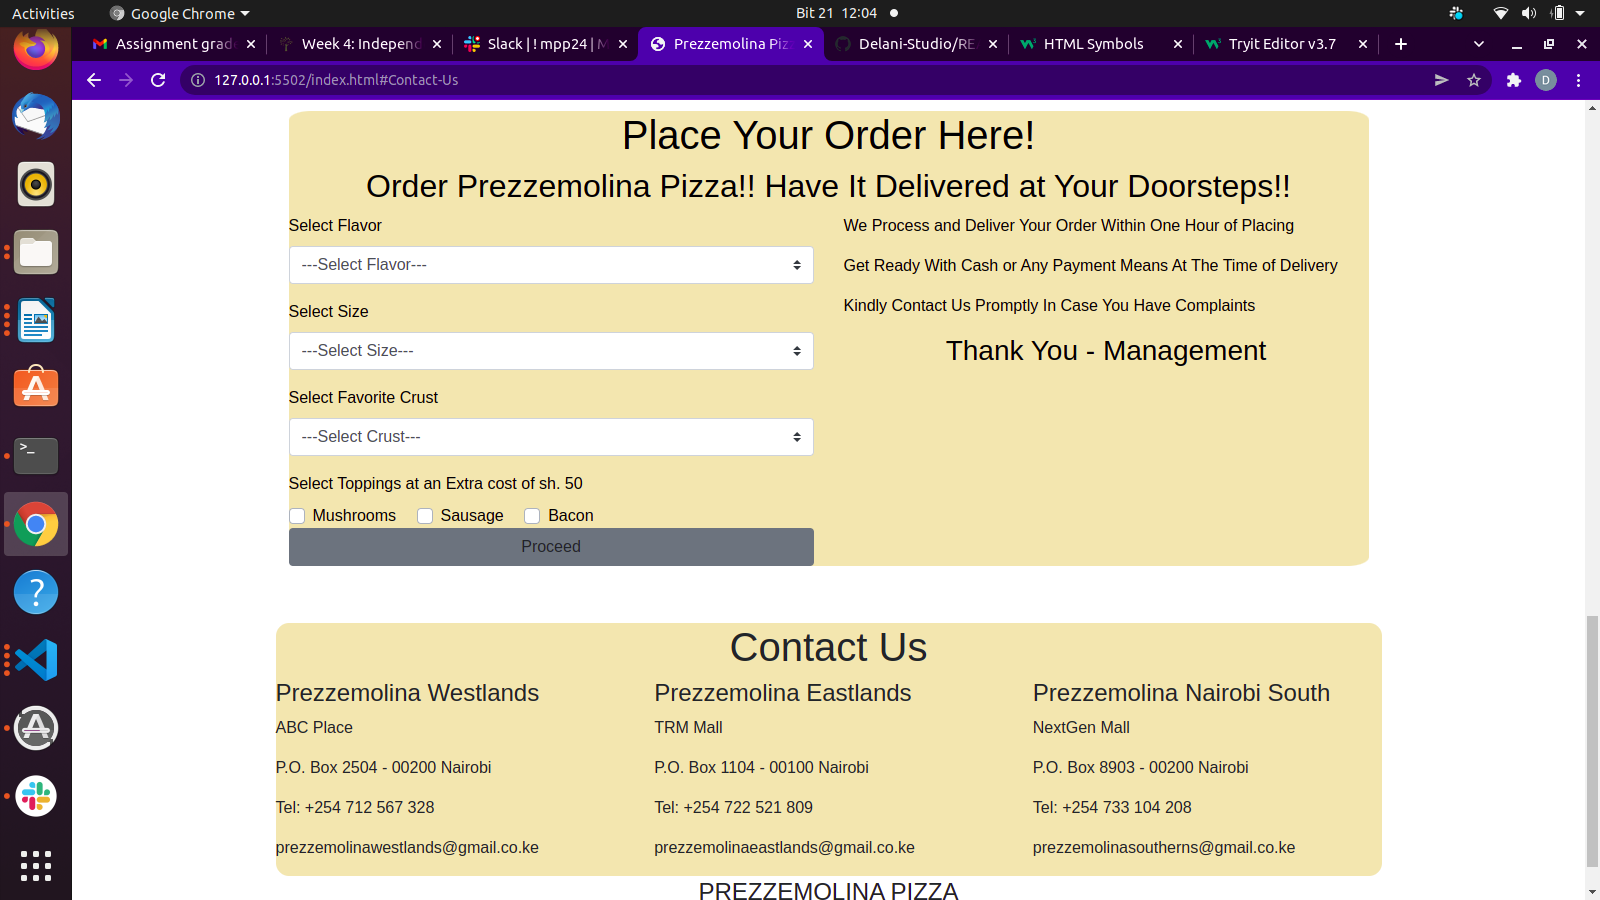 Activities
Google Chrome
Bit 21 12:04
Assignment grad
Week 4: Independ
Slack | ! mpp24 | M
Prezzemolina Piz
Delani-Studio/RE
HTML Symbols
Tryit Editor v3.7
127.0.0.1:5502/index.html#Contact-Us
D
Place Your Order Here!
Order Prezzemolina Pizza!! Have It Delivered at Your Doorsteps!!
Select Flavor
---Select Flavor---
Select Size
---Select Size---
Select Favorite Crust
---Select Crust---
Select Toppings at an Extra cost of sh. 50
Mushrooms Sausage Bacon
Proceed
We Process and Deliver Your Order Within One Hour of Placing
Get Ready With Cash or Any Payment Means At The Time of Delivery
Kindly Contact Us Promptly In Case You Have Complaints
Thank You - Management
Contact Us
Prezzemolina Westlands
ABC Place
P.O. Box 2504 - 00200 Nairobi
Tel: +254 712 567 328
prezzemolinawestlands@gmail.co.ke
Prezzemolina Eastlands
TRM Mall
P.O. Box 1104 - 00100 Nairobi
Tel: +254 722 521 809
prezzemolinaeastlands@gmail.co.ke
Prezzemolina Nairobi South
NextGen Mall
P.O. Box 8903 - 00200 Nairobi
Tel: +254 733 104 208
prezzemolinasoutherns@gmail.co.ke
PREZZEMOLINA PIZZA